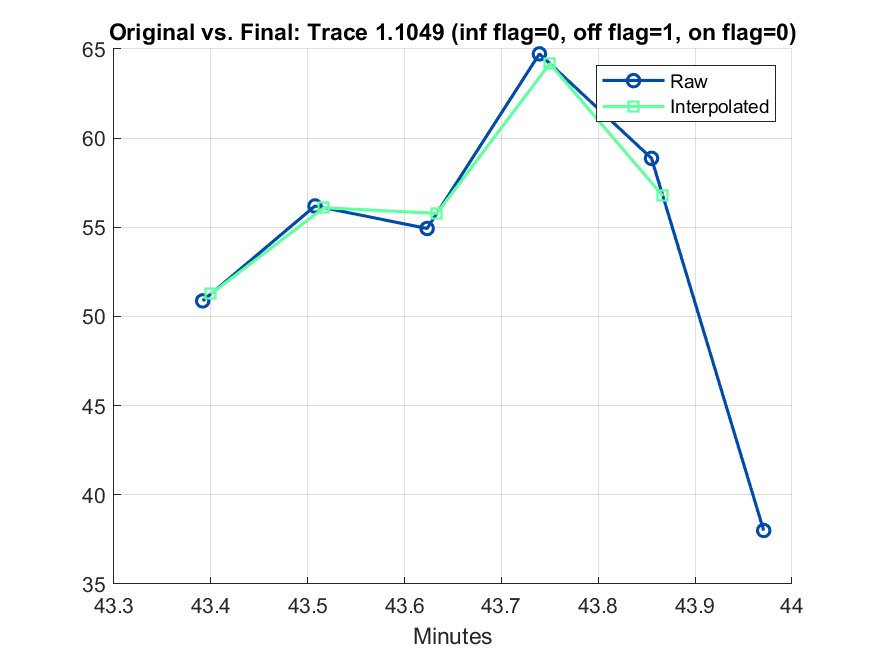 Original vs. Final: Trace 1.1049 (inf flag=0, off flag=1, on flag=0)
65
Raw
Interpolated
60
55
50
45
40
35
43.3 43.4 43.5 43.6 43.7 43.8 43.9 44
Minutes